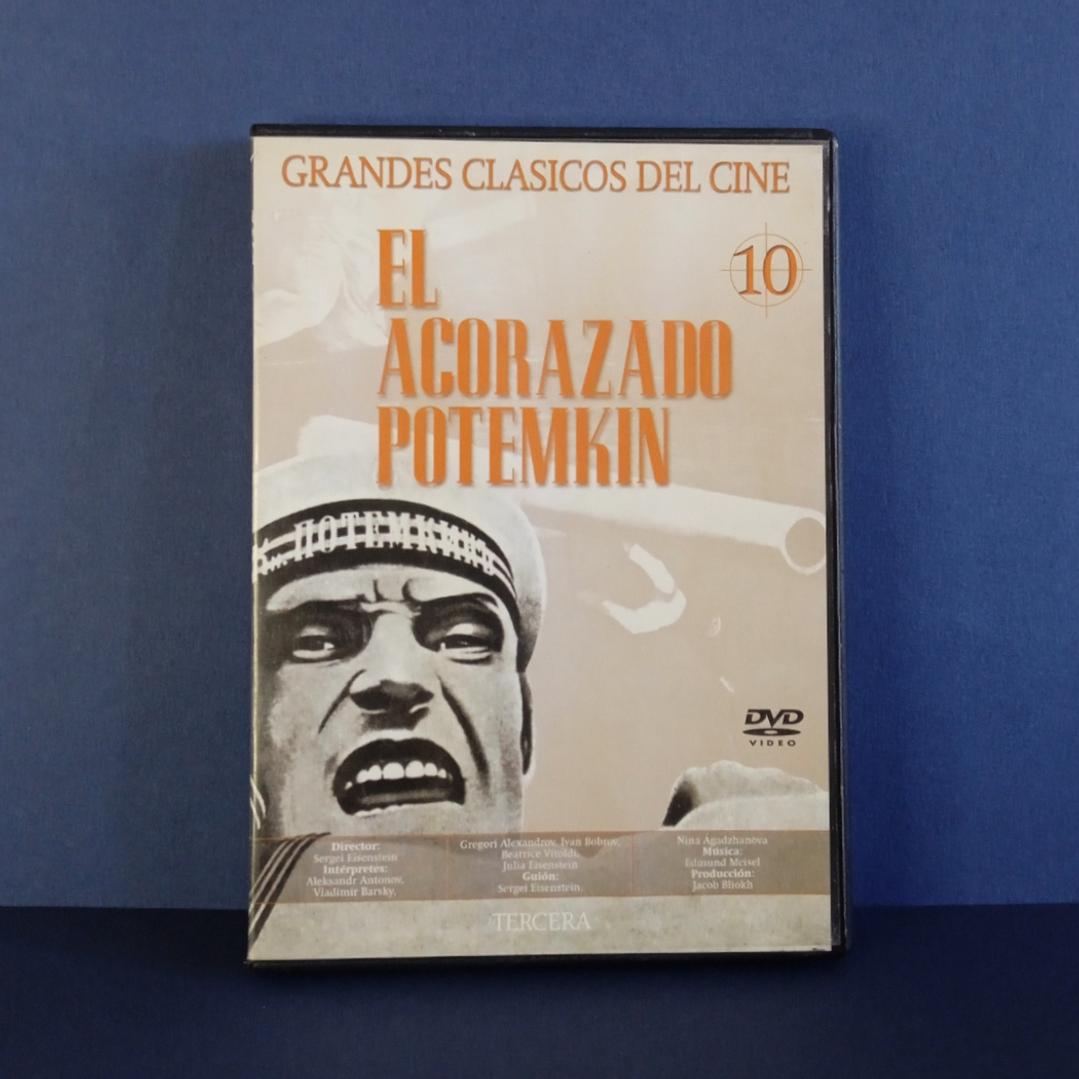 GRANDES CLASICOS DEL CINE
10
EL
ACORAZADO
POTEMKIN
ПОТЕМКИНЪ
DVD
VIDEO
Director:
Sergei Eisenstein
Intérpretes:
Aleksandr Antonov,
Vladimir Barsky,
Gregori Alexandrov, Ivan Bobrov,
Beatrice Vitoldi,
Julia Eisenstein
Guión:
Sergei Eisenstein,
Nina Agadzhanova
Música:
Edmund Meisel
Producción:
Jacob Bliokh
TERCERA